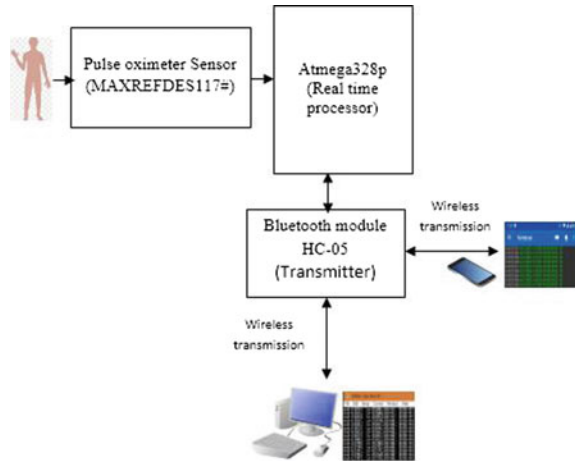 Pulse oximeter Sensor
(MAXREFDES117#)
Atmega328p
(Real time
processor)
Bluetooth module
HC-05
(Transmitter)
Wireless
transmission
Wireless
transmission